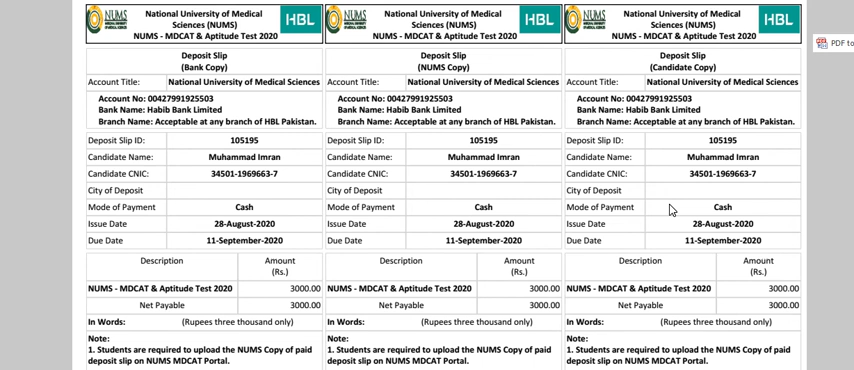 National University of Medical
Sciences (NUMS)
NUMS - MDCAT & Aptitude Test 2020
NUMS
HBL
Deposit Slip
(Bank Copy)
Account Title: National University of Medical Sciences
Account No: 00427991925503
Bank Name: Habib Bank Limited
Branch Name: Acceptable at any branch of HBL Pakistan.
Deposit Slip ID: 105195
Candidate Name: Muhammad Imran
Candidate CNIC: 34501-1969663-7
City of Deposit
Mode of Payment Cash
Issue Date 28-August-2020
Due Date 11-September-2020
Description Amount
(Rs.)
NUMS - MDCAT & Aptitude Test 2020 3000.00
Net Payable 3000.00
In Words: (Rupees three thousand only)
Note:
1. Students are required to upload the NUMS Copy of paid
deposit slip on NUMS MDCAT Portal.
National University of Medical
Sciences (NUMS)
NUMS - MDCAT & Aptitude Test 2020
NUMS
HBL
Deposit Slip
(NUMS Copy)
Account Title: National University of Medical Sciences
Account No: 00427991925503
Bank Name: Habib Bank Limited
Branch Name: Acceptable at any branch of HBL Pakistan.
Deposit Slip ID: 105195
Candidate Name: Muhammad Imran
Candidate CNIC: 34501-1969663-7
City of Deposit
Mode of Payment Cash
Issue Date 28-August-2020
Due Date 11-September-2020
Description Amount
(Rs.)
NUMS - MDCAT & Aptitude Test 2020 3000.00
Net Payable 3000.00
In Words: (Rupees three thousand only)
Note:
1. Students are required to upload the NUMS Copy of paid
deposit slip on NUMS MDCAT Portal.
National University of Medical
Sciences (NUMS)
NUMS - MDCAT & Aptitude Test 2020
NUMS
HBL
Deposit Slip
(Candidate Copy)
Account Title: National University of Medical Sciences
Account No: 00427991925503
Bank Name: Habib Bank Limited
Branch Name: Acceptable at any branch of HBL Pakistan.
Deposit Slip ID: 105195
Candidate Name: Muhammad Imran
Candidate CNIC: 34501-1969663-7
City of Deposit
Mode of Payment Cash
Issue Date 28-August-2020
Due Date 11-September-2020
Description Amount
(Rs.)
NUMS - MDCAT & Aptitude Test 2020 3000.00
Net Payable 3000.00
In Words: (Rupees three thousand only)
Note:
1. Students are required to upload the NUMS Copy of paid
deposit slip on NUMS MDCAT Portal.
PDF to